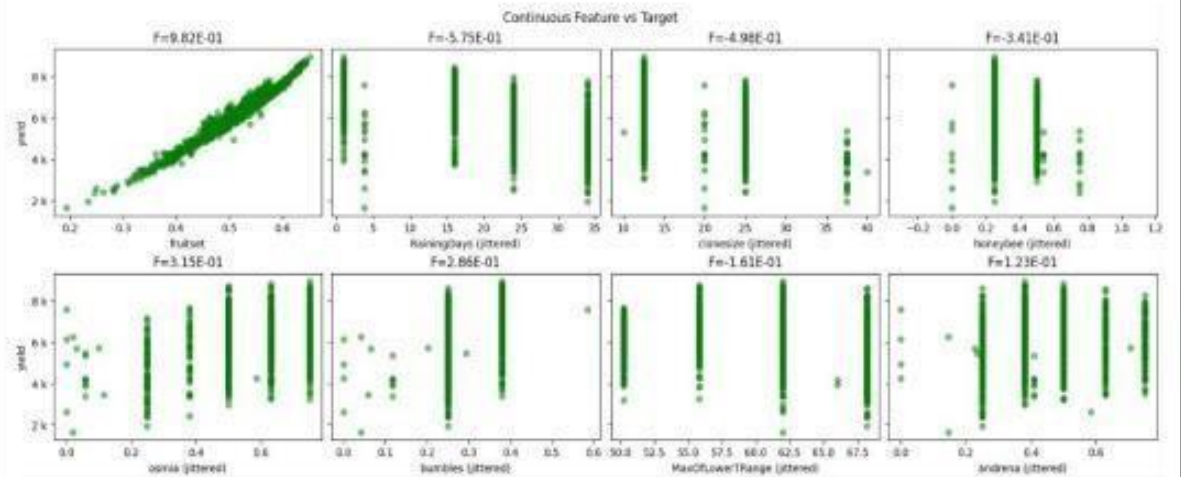 Continuous Feature vs Target
F=9.82E-01 F=-5.75E-01 F=-4.98E-01 F=-3.41E-01
8 k
6 k
yield
4 k
2 k
0.2 0.3 0.4 0.5 0.6 0 5 10 15 20 25 30 35 10 15 20 25 30 35 40 −0.2 0.0 0.2 0.4 0.6 0.8 1.0 1.2
fruitset RainingDays (jittered) clonesize (jittered) honeybee (jittered)
F=3.15E-01 F=2.86E-01 F=-1.61E-01 F=1.23E-01
8 k
6 k
yield
4 k
2 k
0.0 0.2 0.4 0.6 0.0 0.1 0.2 0.3 0.4 0.5 0.6 50.0 52.5 55.0 57.5 60.0 62.5 65.0 67.5 0.0 0.2 0.4 0.6
osmia (jittered) bumbles (jittered) MaxOfLowerTRange (jittered) andrena (jittered)